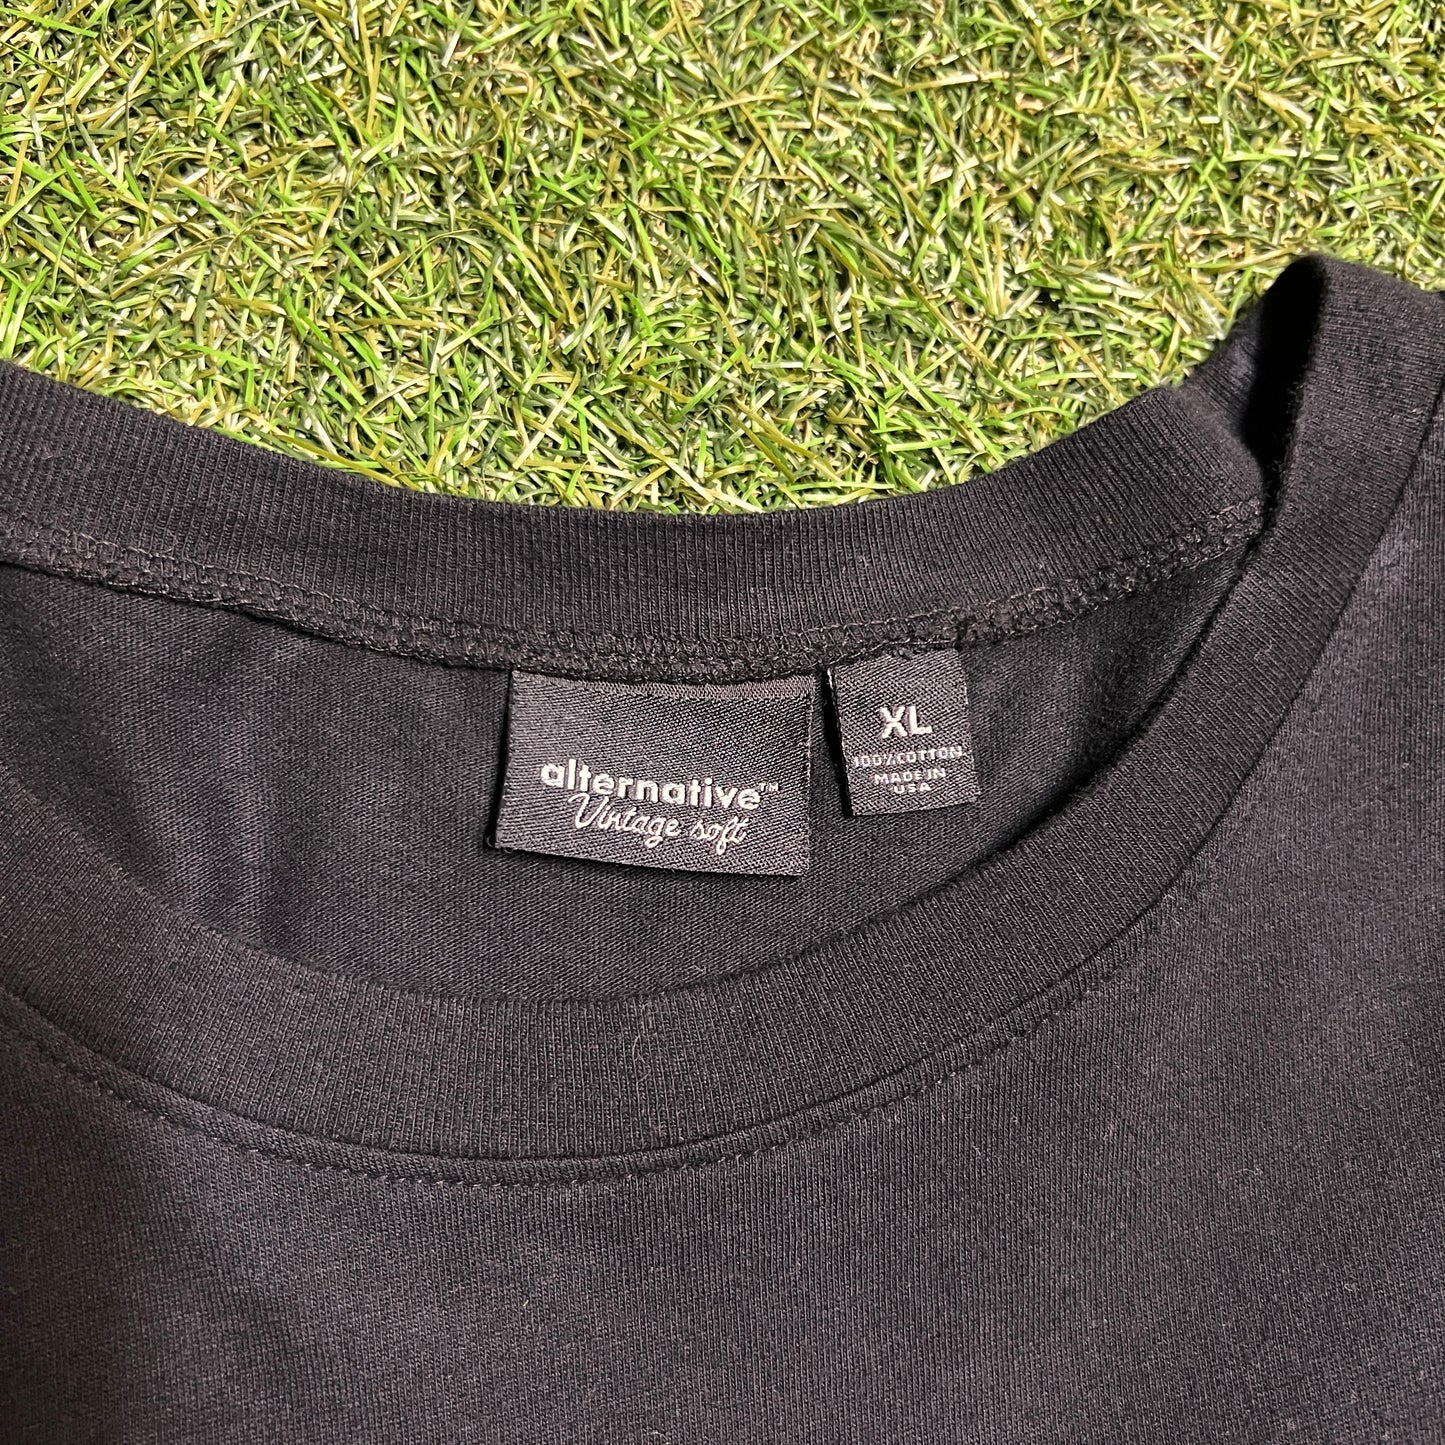 alternative™
Vintage soft
XL
100% COTTON
MADE IN
USA